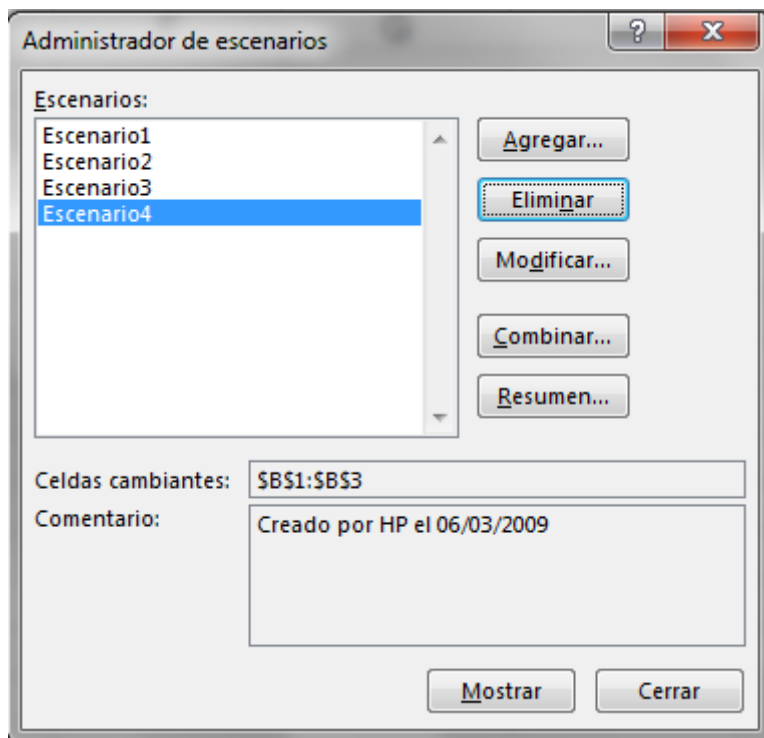 Administrador de escenarios
Escenarios:
Escenario1
Escenario2
Escenario3
Escenario4
Agregar...
Eliminar
Modificar...
Combinar...
Resumen...
Celdas cambiantes: $B$1:$B$3
Comentario: Creado por HP el 06/03/2009
Mostrar Cerrar